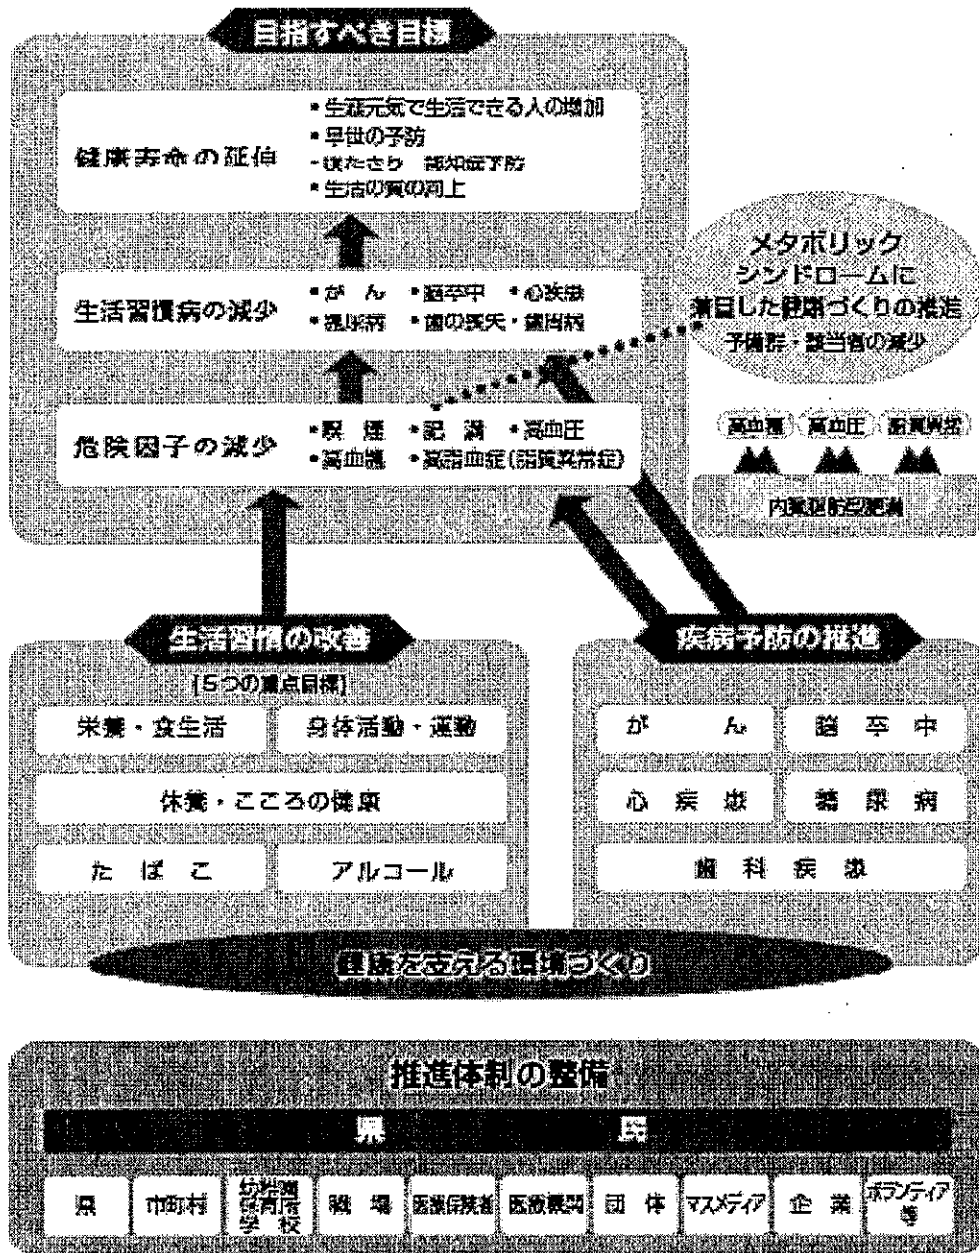 目指すべき目標
健康寿命の延伸
・生涯元気で生活できる人の増加
・早世の予防
・寝たきり 認知症予防
・生活の質の向上
生活習慣病の減少
・がん ・脳卒中 ・心疾患
・糖尿病 ・歯の喪失・歯周病
危険因子の減少
・喫煙 ・肥満 ・高血圧
・高血糖 ・高脂血症(脂質異常症)
メタボリック
シンドロームに
着目した健康づくりの推進
予備群・該当者の減少
高血糖 高血圧 脂質異常
内臓脂肪型肥満
生活習慣の改善
[5つの重点目標]
栄養・食生活 身体活動・運動
休養・こころの健康
たばこ アルコール
疾病予防の推進
がん 脳卒中
心疾患 糖尿病
歯科疾患
健康を支える環境づくり
推進体制の整備
県民
県
市町村
幼稚園
保育所
学校
職場
医療保険者
医療機関
団体
マスメディア
企業
ボランティア
等